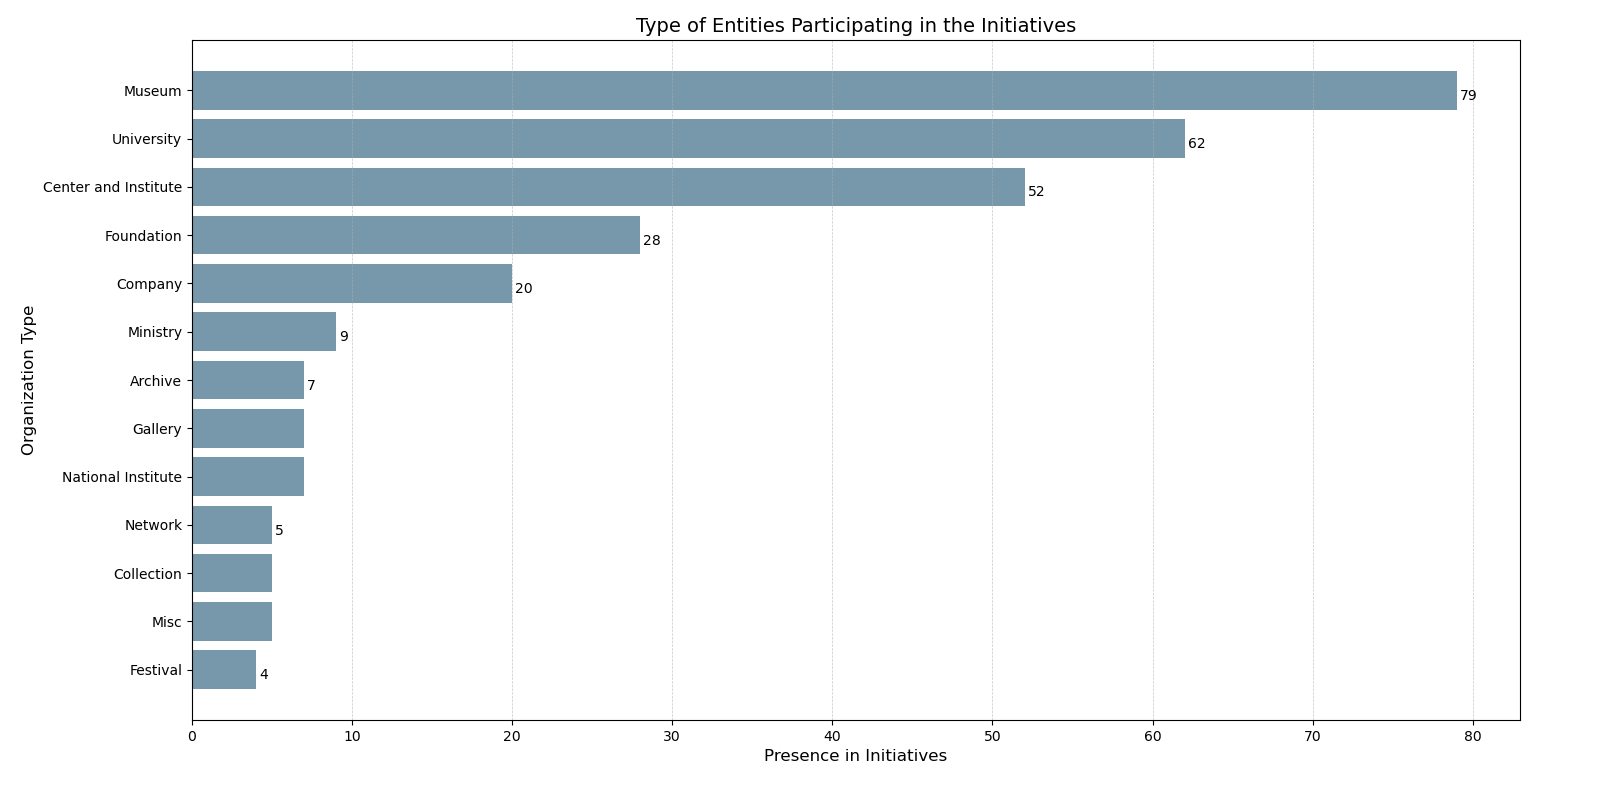 Type of Entities Participating in the Initiatives
Museum 79
University 62
Center and Institute 52
Foundation 28
Company 20
Ministry 9
Archive 7
Gallery
National Institute
Network 5
Collection
Misc
Festival 4
Organization Type
0 10 20 30 40 50 60 70 80
Presence in Initiatives